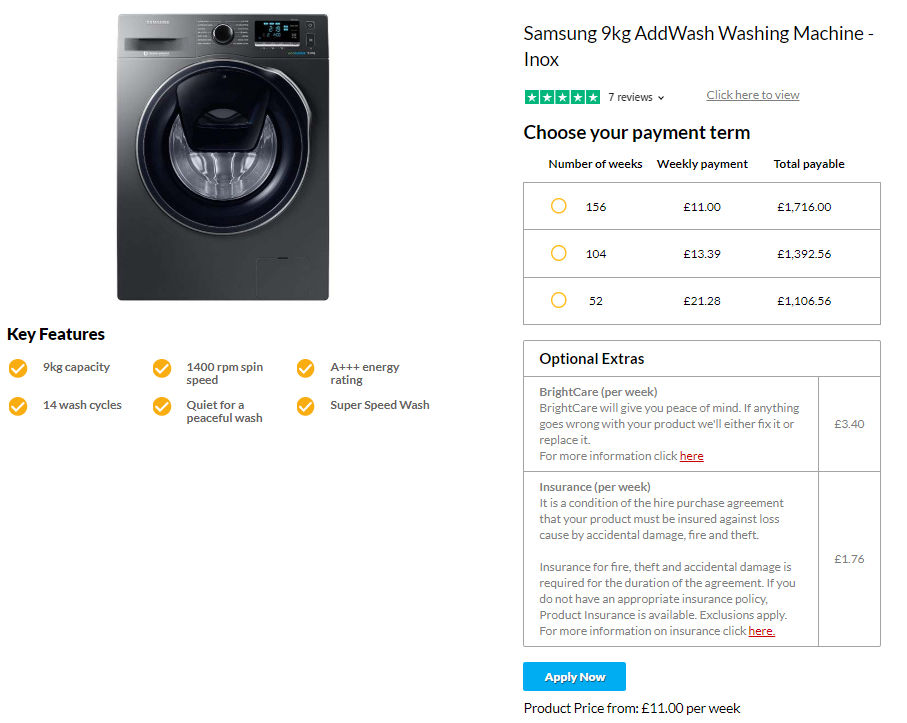 SAMSUNG
Samsung 9kg AddWash Washing Machine -
Inox
7 reviews
Click here to view
Choose your payment term
Number of weeks Weekly payment Total payable
156 £11.00 £1,716.00
104 £13.39 £1,392.56
52 £21.28 £1,106.56
Key Features
9kg capacity
1400 rpm spin
speed
A+++ energy
rating
14 wash cycles
Quiet for a
peaceful wash
Super Speed Wash
Optional Extras
BrightCare (per week)
BrightCare will give you peace of mind. If anything
goes wrong with your product we'll either fix it or
replace it.
For more information click here
£3.40
Insurance (per week)
It is a condition of the hire purchase agreement
that your product must be insured against loss
cause by accidental damage, fire and theft.
Insurance for fire, theft and accidental damage is
required for the duration of the agreement. If you
do not have an appropriate insurance policy,
Product Insurance is available. Exclusions apply.
For more information on insurance click here.
£1.76
Apply Now
Product Price from: £11.00 per week